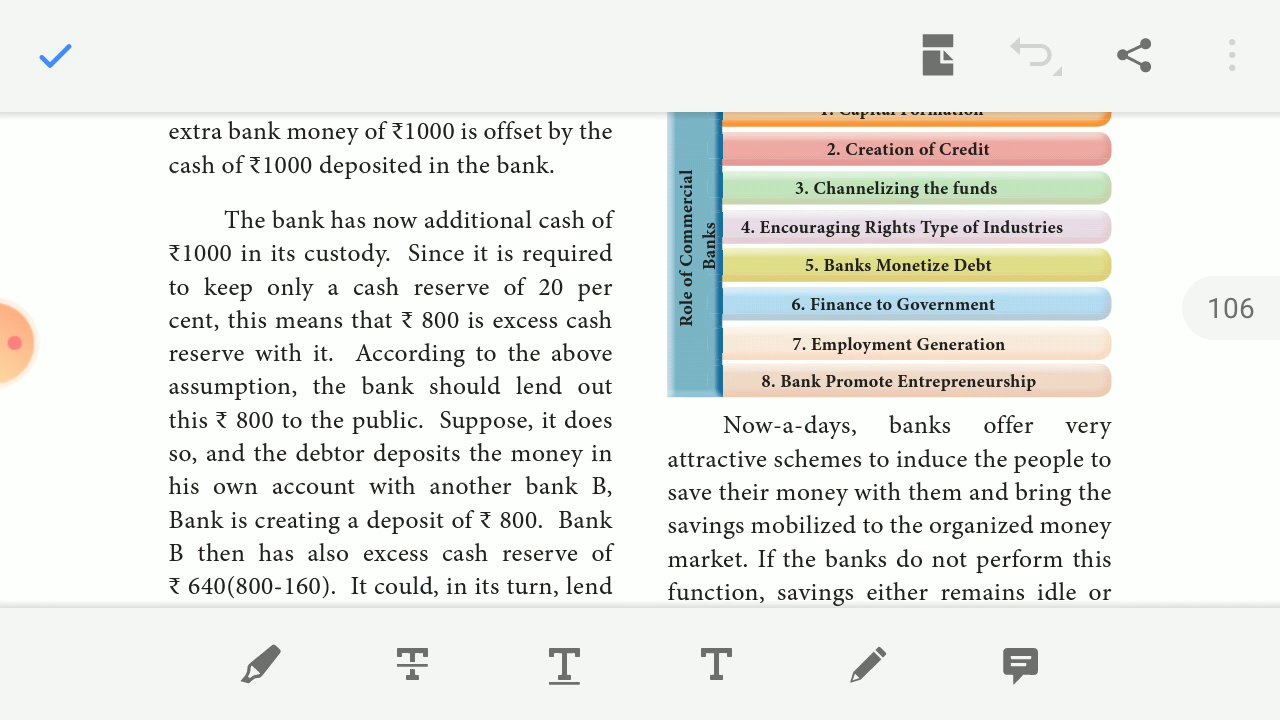 extra bank money of ₹1000 is offset by the
cash of ₹1000 deposited in the bank.
The bank has now additional cash of
₹1000 in its custody. Since it is required
to keep only a cash reserve of 20 per
cent, this means that ₹ 800 is excess cash
reserve with it. According to the above
assumption, the bank should lend out
this ₹ 800 to the public. Suppose, it does
so, and the debtor deposits the money in
his own account with another bank B,
Bank is creating a deposit of ₹ 800. Bank
B then has also excess cash reserve of
₹ 640(800-160). It could, in its turn, lend
Role of Commercial
Banks
1. Capital Formation
2. Creation of Credit
3. Channelizing the funds
4. Encouraging Rights Type of Industries
5. Banks Monetize Debt
6. Finance to Government
7. Employment Generation
8. Bank Promote Entrepreneurship
Now-a-days, banks offer very
attractive schemes to induce the people to
save their money with them and bring the
savings mobilized to the organized money
market. If the banks do not perform this
function, savings either remains idle or
106